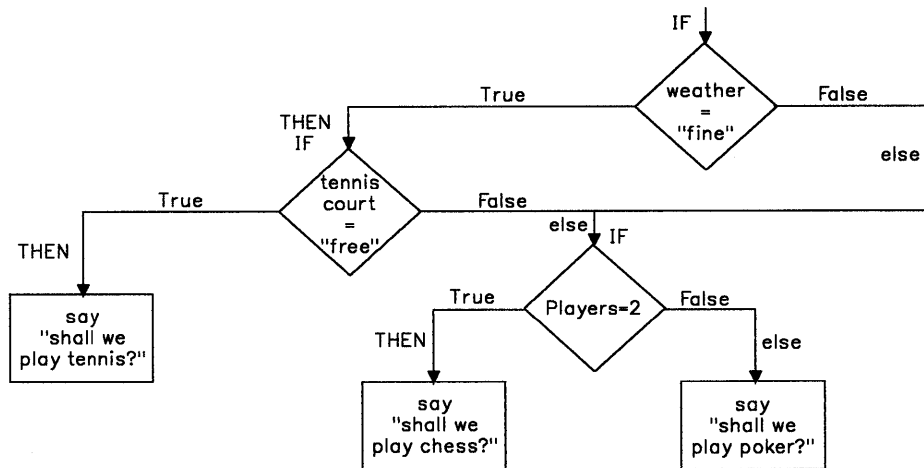 IF
weather
=
"fine"
True
False
THEN
IF
else
tennis
court
=
"free"
True
False
else
IF
THEN
Players=2
True
False
say
"shall we
play tennis?"
THEN
else
say
"shall we
play chess?"
say
"shall we
play poker?"